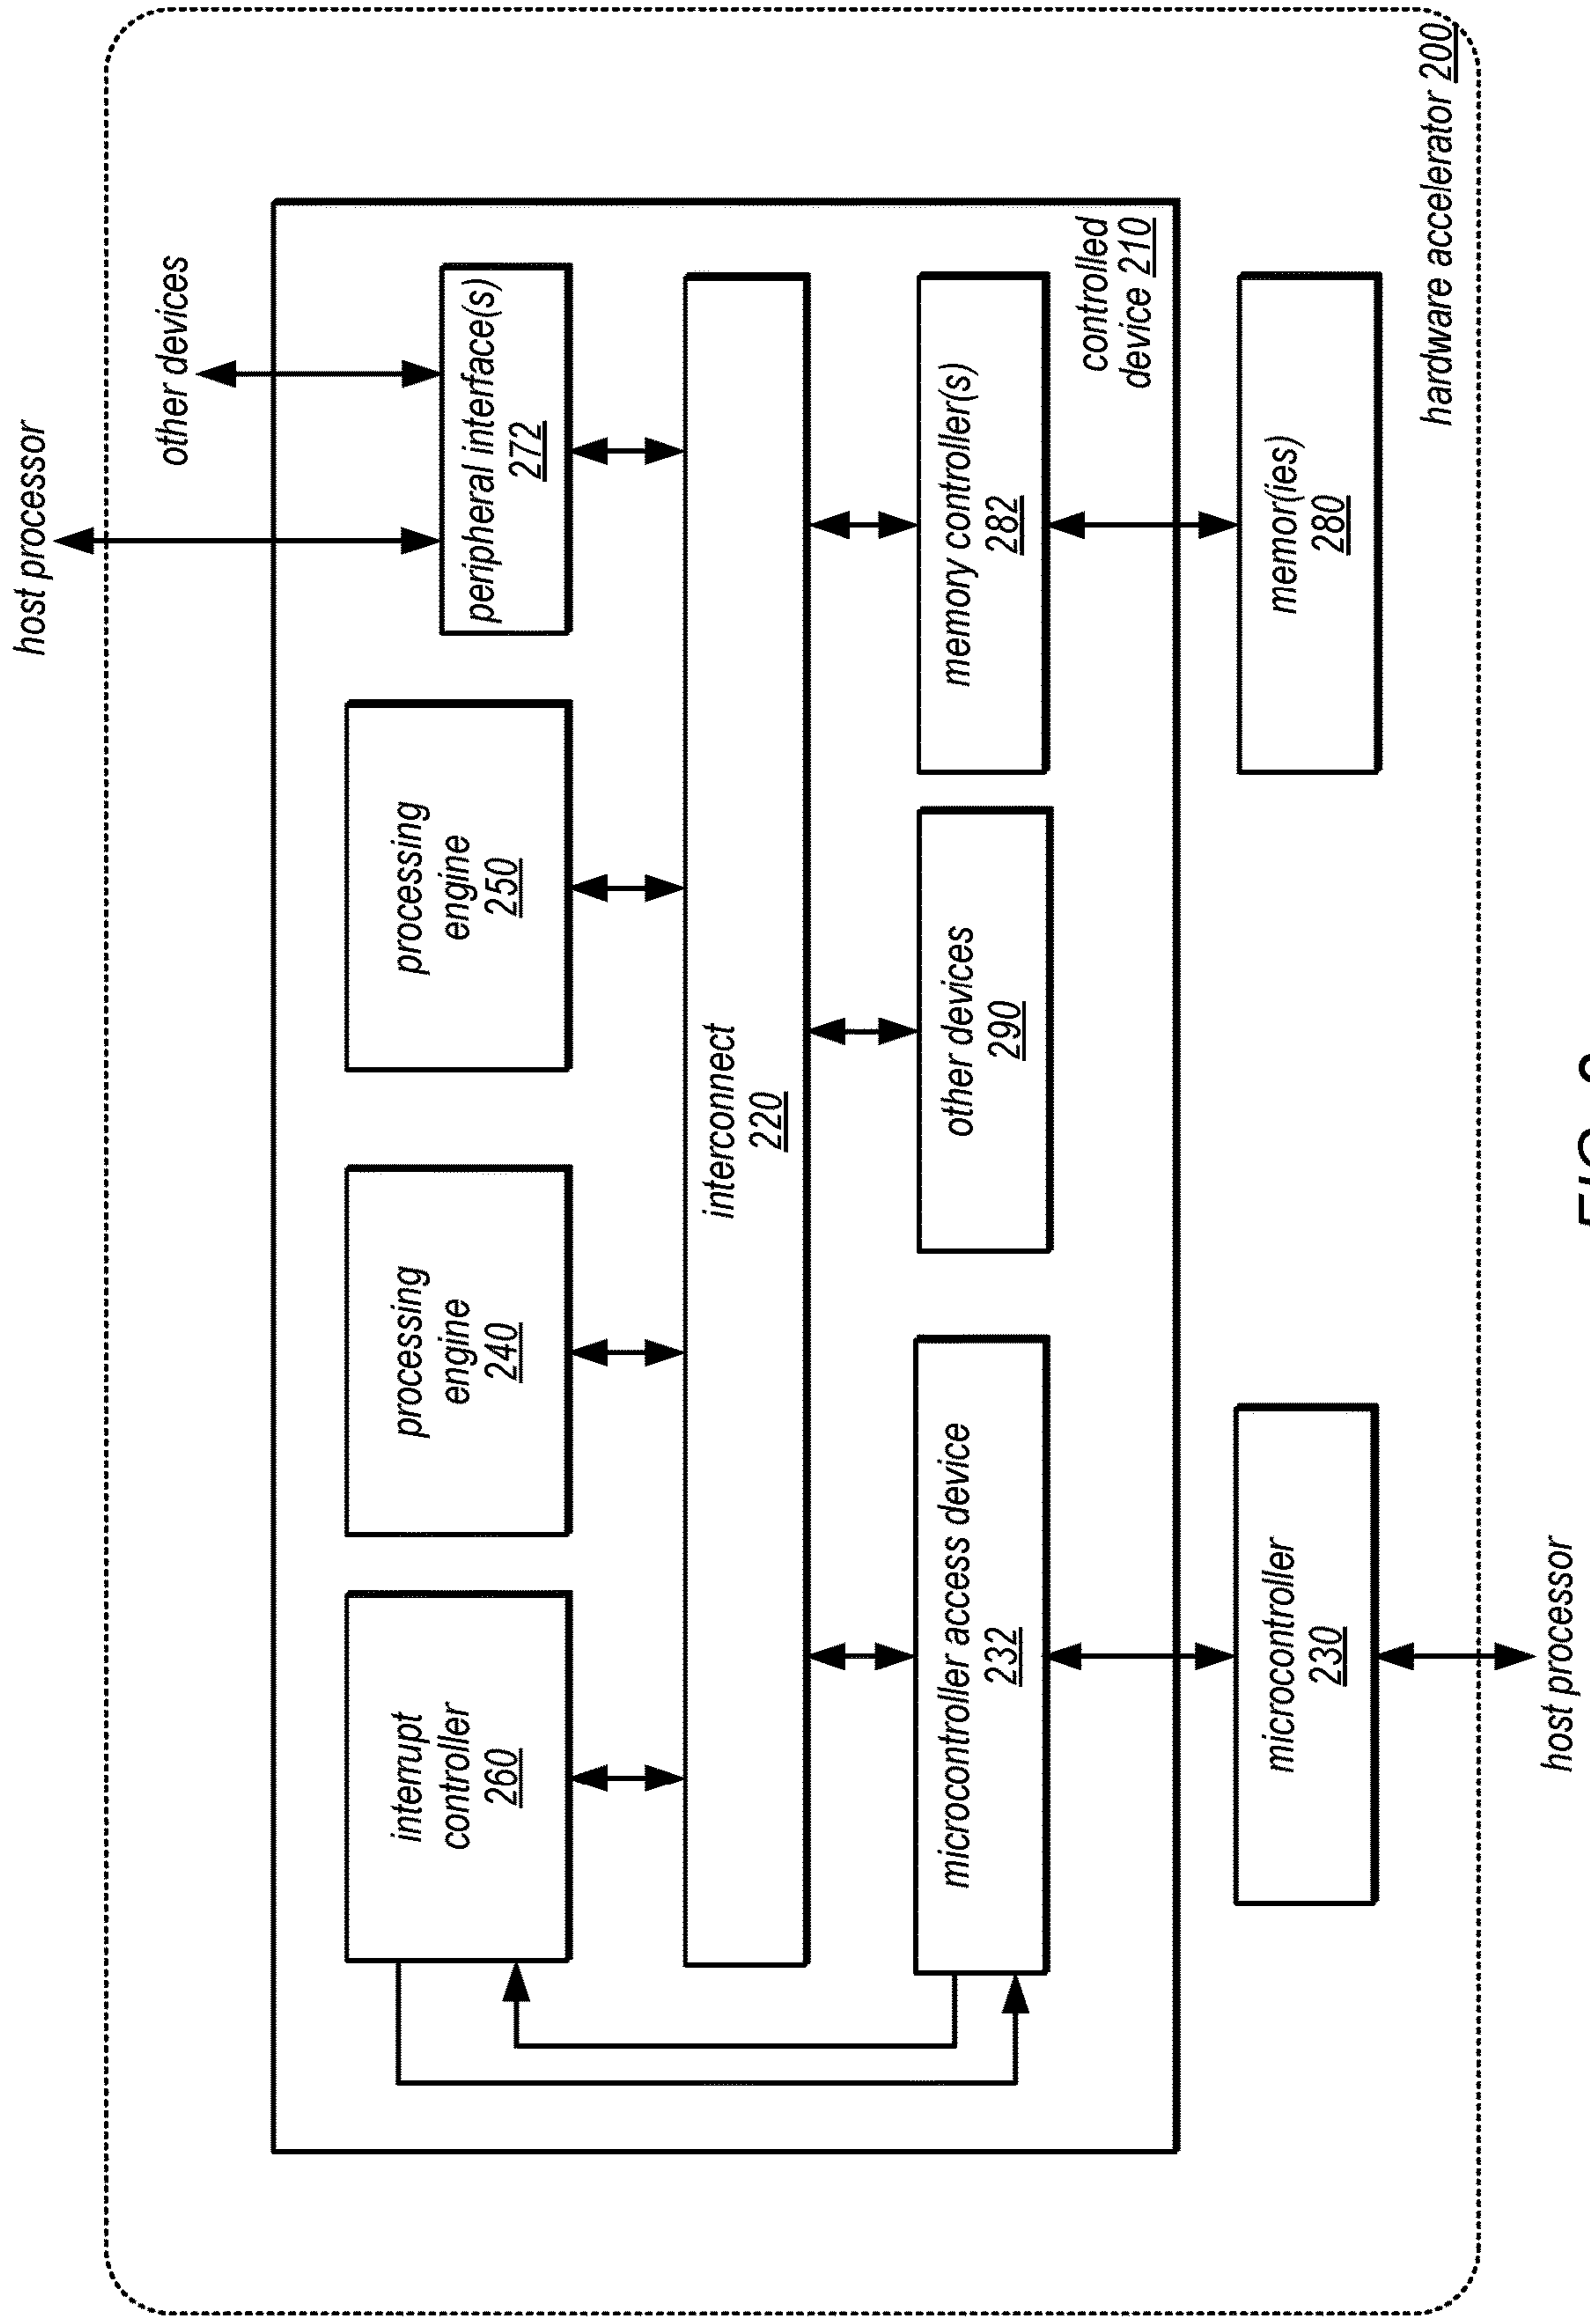 host processor
other devices
interrupt
controller
260
processing
engine
240
processing
engine
250
peripheral interface(s)
272
interconnect
220
microcontroller access device
232
other devices
290
memory controller(s)
282
controlled
device 210
microcontroller
230
memor(ies)
280
hardware accelerator 200
host processor